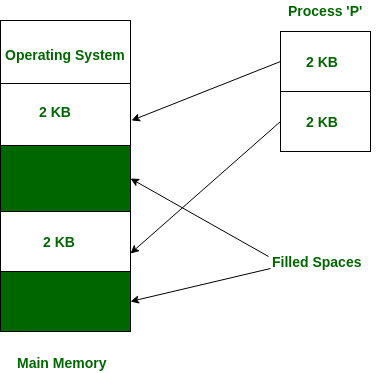 Process 'P'
Operating System
2 KB
2 KB
2 KB
2 KB
Filled Spaces
Main Memory